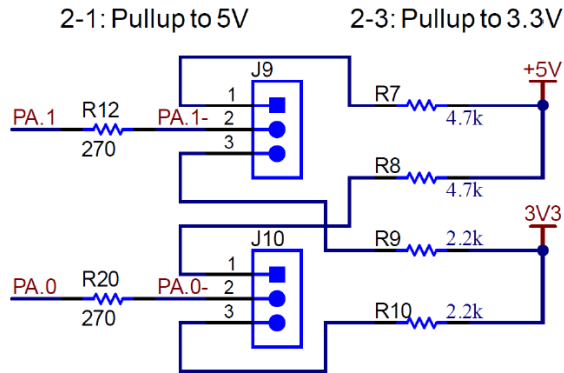 2-1: Pullup to 5V
2-3: Pullup to 3.3V
J9
R7
+5V
PA.1
R12
PA.1-
1
2
3
270
4.7k
R8
4.7k
3V3
J10
R9
2.2k
PA.0
R20
PA.0-
1
2
3
270
R10
2.2k